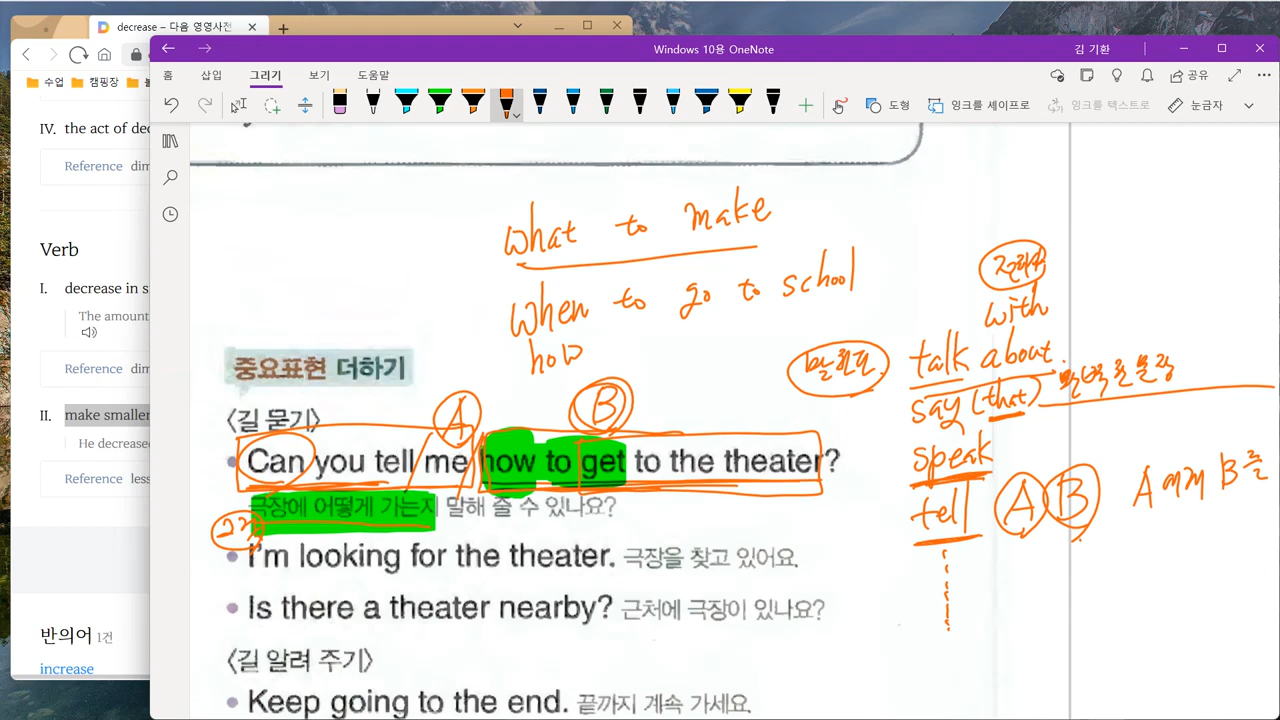 decrease – 다음 영영사전
Windows 10용 OneNote
김 기환
수업 캠핑장
홈 삽입 그리기 보기 도움말
공유
도형 잉크를 셰이프로 잉크를 텍스트로 눈금자
IV. the act of dec
Reference dim
Verb
I. decrease in s
The amount
Reference
II. make smaller
He decreased
Reference less
반의어 1건
increase
what to make
when to go to school
how
전치사
with
말하다
talk about
say (that)
speak
tell A B A에게 B를
중요표현 더하기
<길 묻기>
A B
Can you tell me how to get to the theater?
극장에 어떻게 가는지 말해 줄 수 있나요?
I'm looking for the theater. 극장을 찾고 있어요.
Is there a theater nearby? 근처에 극장이 있나요?
<길 알려 주기>
Keep going to the end. 끝까지 계속 가세요.